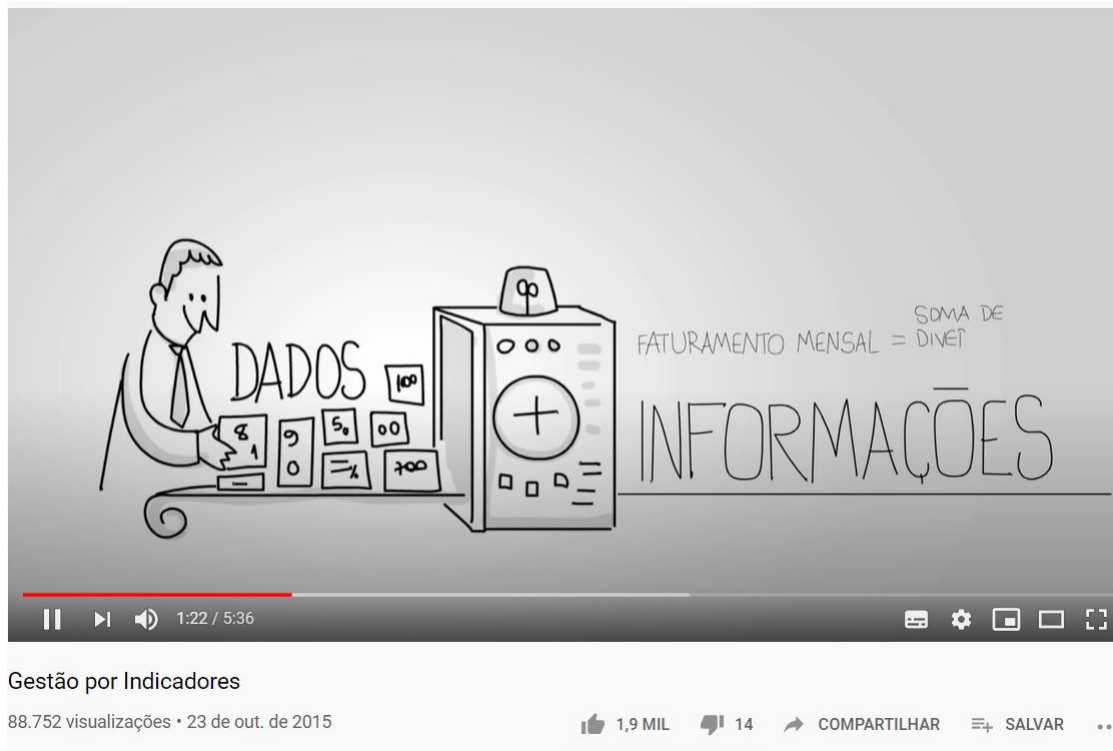 SOMA DE
FATURAMENTO MENSAL = DIVEI
DADOS
100
8 1
9 0
5,
00
=%
700
INFORMAÇÕES
1:22 / 5:36
Gestão por Indicadores
88.752 visualizações • 23 de out. de 2015
1,9 MIL
14
COMPARTILHAR
SALVAR